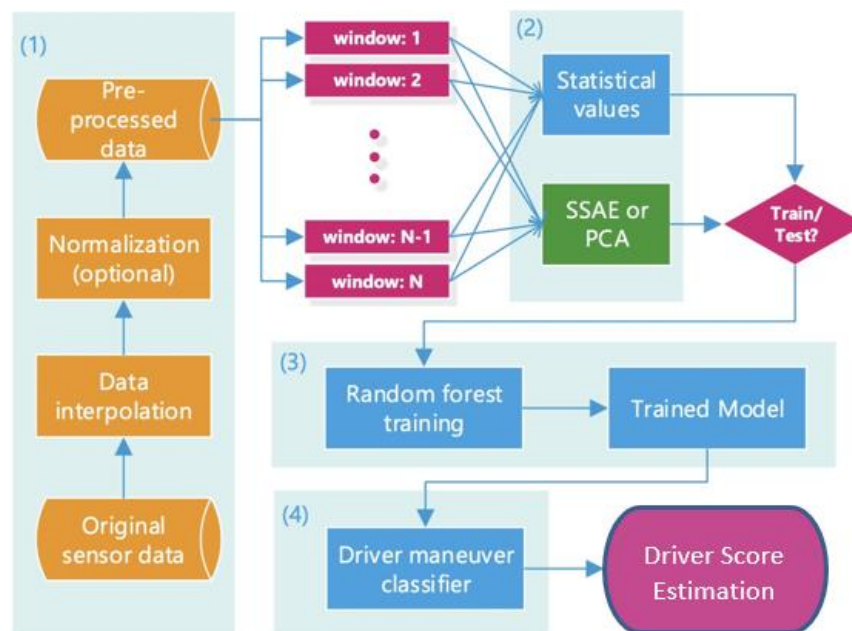 (1)
Pre-
processed
data
Normalization
(optional)
Data
interpolation
Original
sensor data
window: 1
window: 2
window: N-1
window: N
(2)
Statistical
values
SSAE or
PCA
Train/
Test?
(3)
Random forest
training
Trained Model
(4)
Driver maneuver
classifier
Driver Score
Estimation